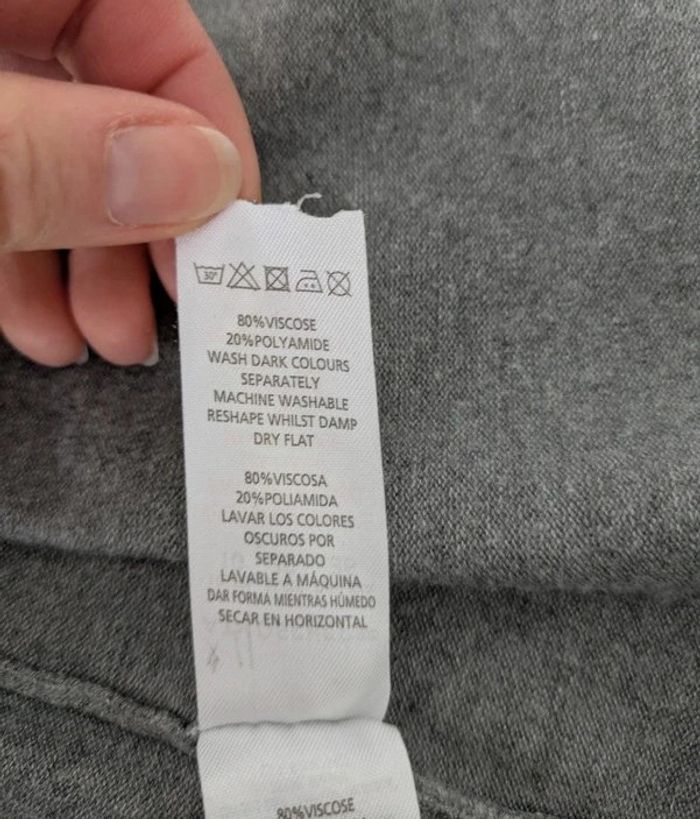 30°
80%VISCOSE
20%POLYAMIDE
WASH DARK COLOURS
SEPARATELY
MACHINE WASHABLE
RESHAPE WHILST DAMP
DRY FLAT
80%VISCOSA
20%POLIAMIDA
LAVAR LOS COLORES
OSCUROS POR
SEPARADO
LAVABLE A MÁQUINA
DAR FORMA MIENTRAS HÚMEDO
SECAR EN HORIZONTAL
80%VISCOSE